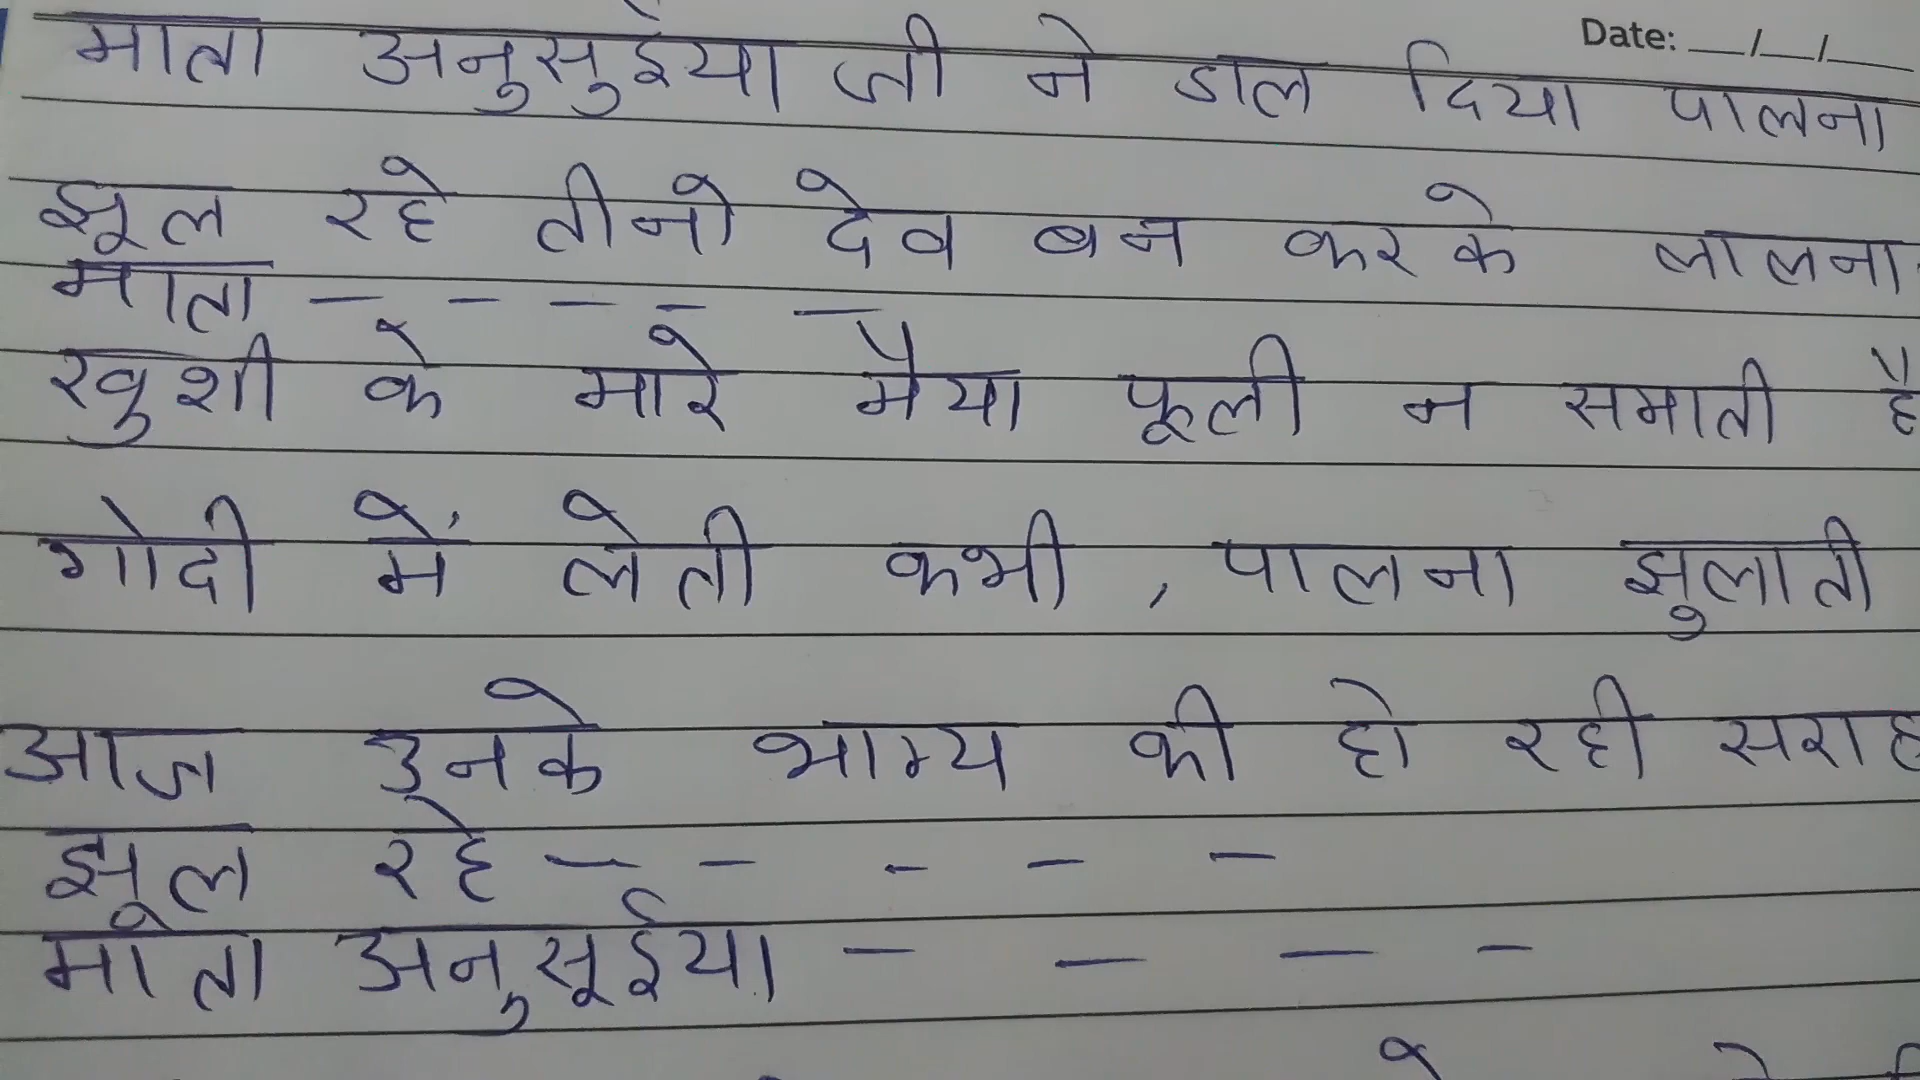 Date: __/__/__
माता अनुसुईया जी ने डाल दिया पालना
झूल रहे तीनो देव बन करके लालना
माता - - - - -
खुशी के मारे मैया फूली न समाती है
गोदी में लेती कभी, पालना झुलाती
आज उनके भाग्य की हो रही सराह
झूल रहे - - - - -
माता अनुसूईया - - - -